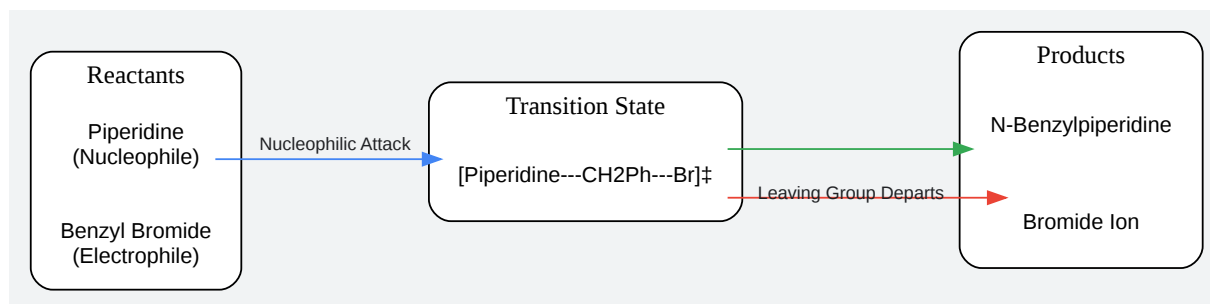 Reactants
Piperidine
(Nucleophile)
Benzyl Bromide
(Electrophile)
Nucleophilic Attack
Transition State
[Piperidine---CH2Ph---Br]‡
Leaving Group Departs
Products
N-Benzylpiperidine
Bromide Ion